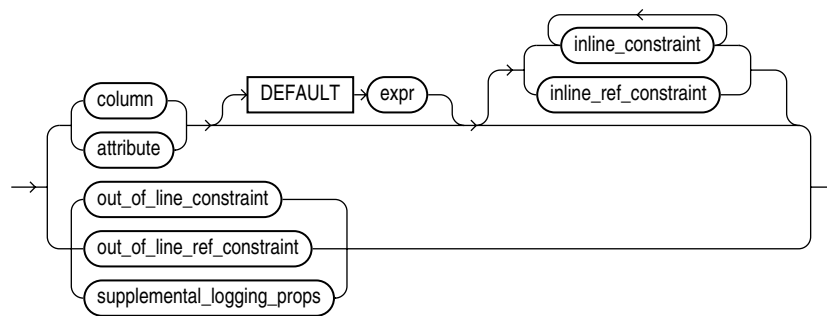 inline_constraint
inline_ref_constraint
column
attribute
DEFAULT expr
out_of_line_constraint
out_of_line_ref_constraint
supplemental_logging_props